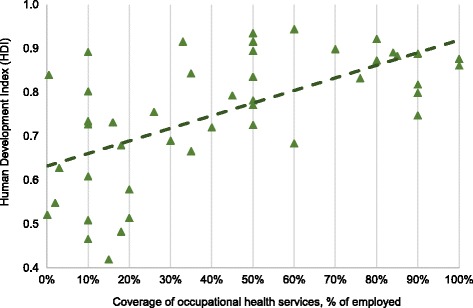 Human Development Index (HDI)
1.0
0.9
0.8
0.7
0.6
0.5
0.4
0% 10% 20% 30% 40% 50% 60% 70% 80% 90% 100%
Coverage of occupational health services, % of employed